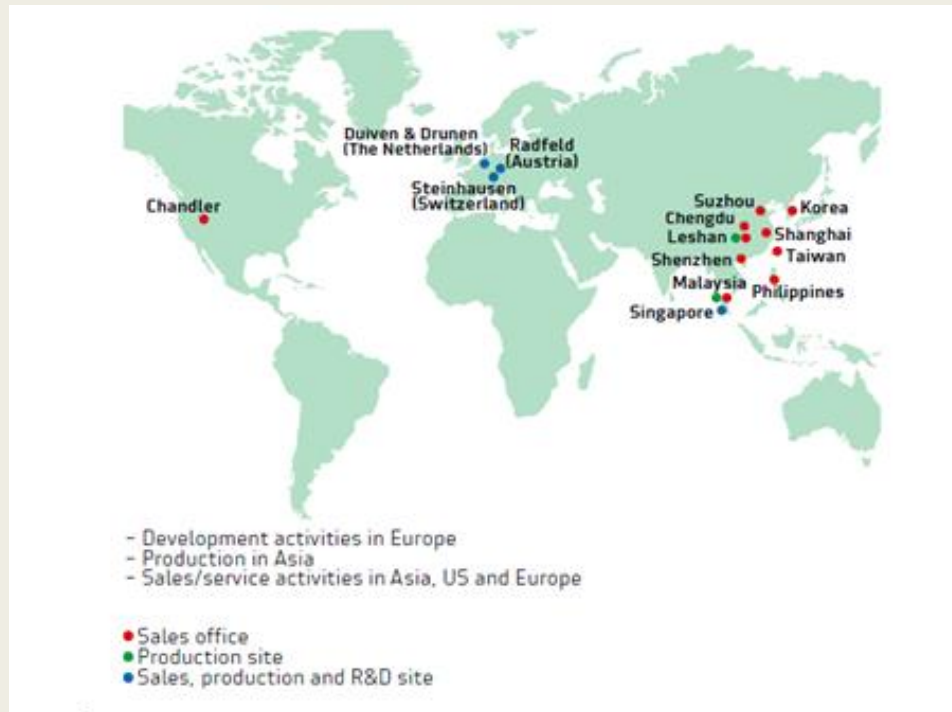 Duiven & Drunen
(The Netherlands)
Radfeld
(Austria)
Steinhausen
(Switzerland)
Chandler
Suzhou
Korea
Chengdu
Leshan
Shanghai
Shenzhen
Taiwan
Malaysia
Philippines
Singapore
- Development activities in Europe
- Production in Asia
- Sales/service activities in Asia, US and Europe
Sales office
Production site
Sales, production and R&D site